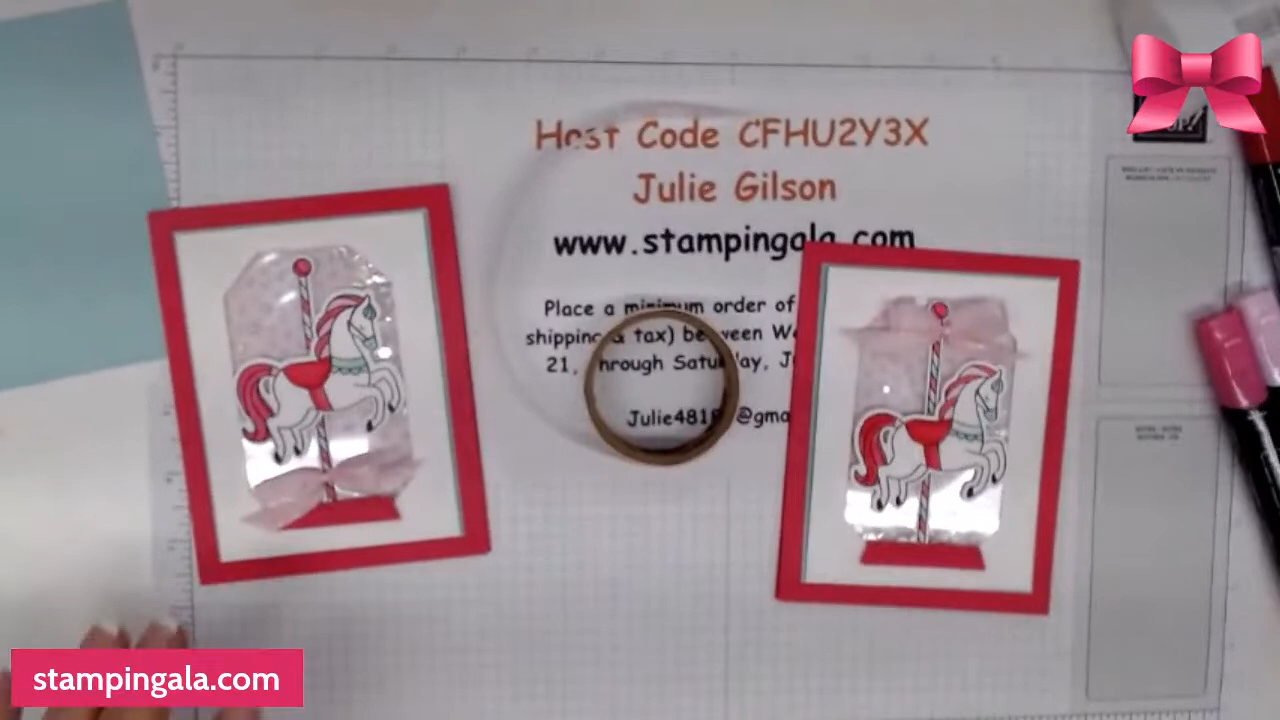 Host Code CFHU2Y3X
Julie Gilson
www.stampingala.com
Place a minimum order of
shipping & tax) between We
21, through Saturday, J
Julie481 @gma
UP!
stampingala.com